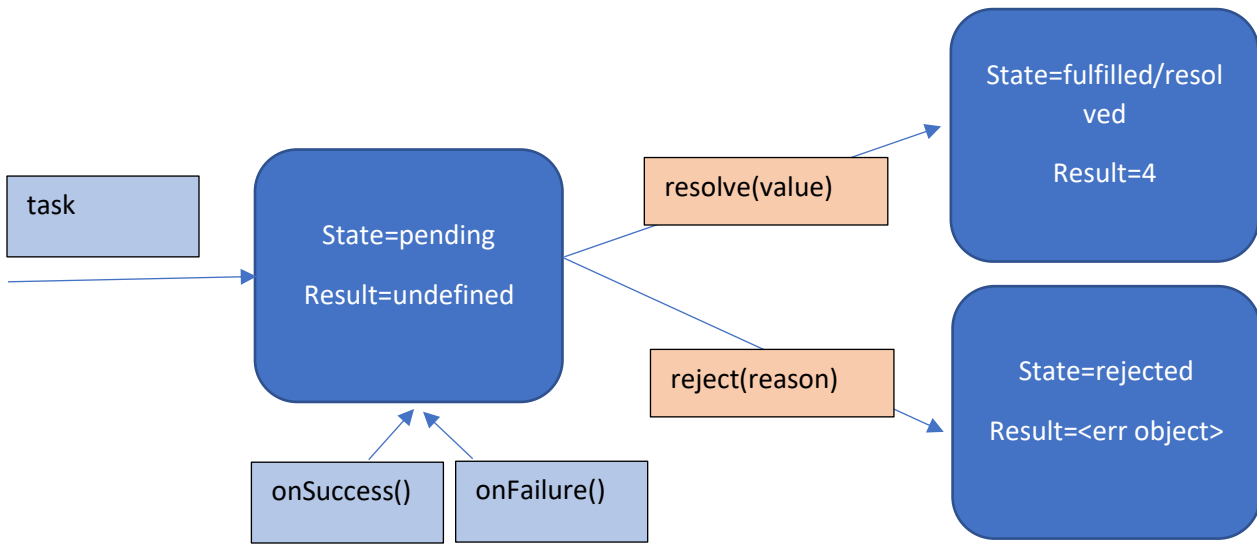 task
State=pending
Result=undefined
onSuccess()
onFailure()
resolve(value)
reject(reason)
State=fulfilled/resol
ved
Result=4
State=rejected
Result=<err object>